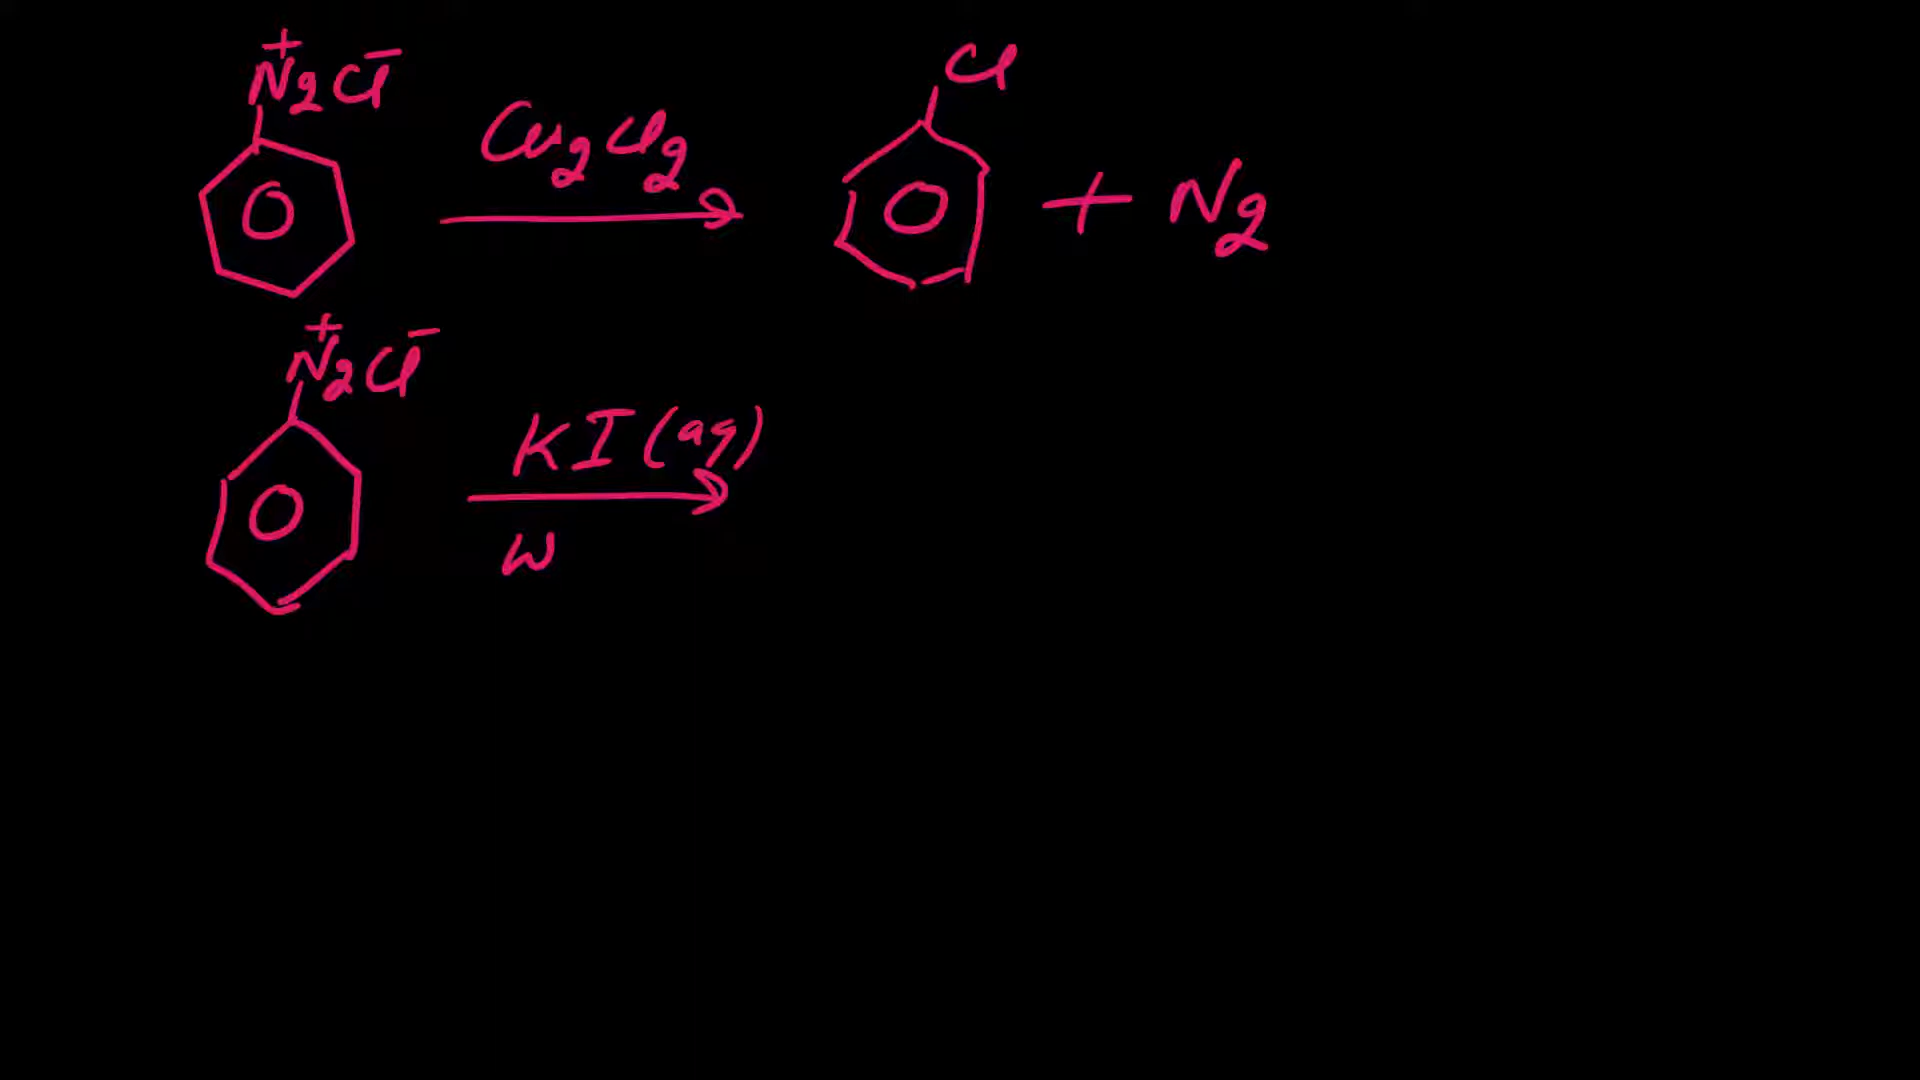 N₂⁺Cl⁻ Cu₂Cl₂ Cl + N₂
N₂⁺Cl⁻ KI (aq)
w